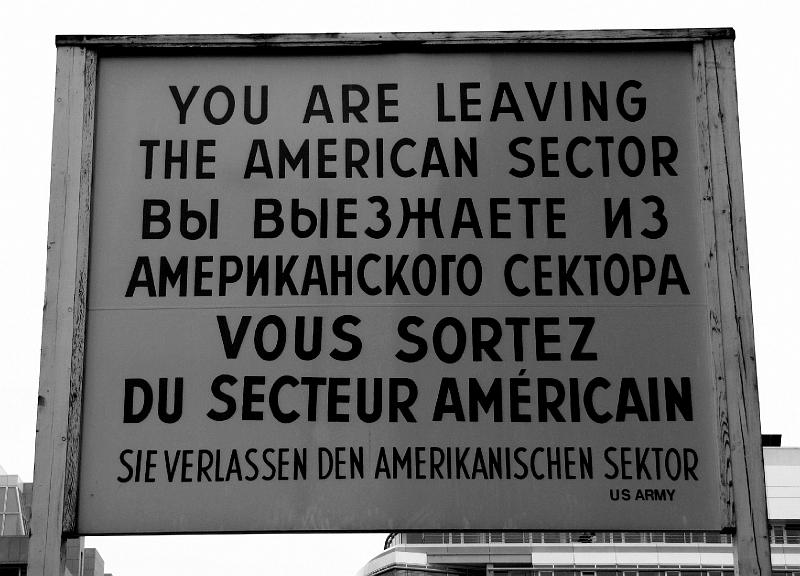 YOU ARE LEAVING
THE AMERICAN SECTOR
ВЫ ВЫЕЗЖАЕТЕ ИЗ
АМЕРИКАНСКОГО СЕКТОРА
VOUS SORTEZ
DU SECTEUR AMÉRICAIN
SIE VERLASSEN DEN AMERIKANISCHEN SEKTOR
US ARMY